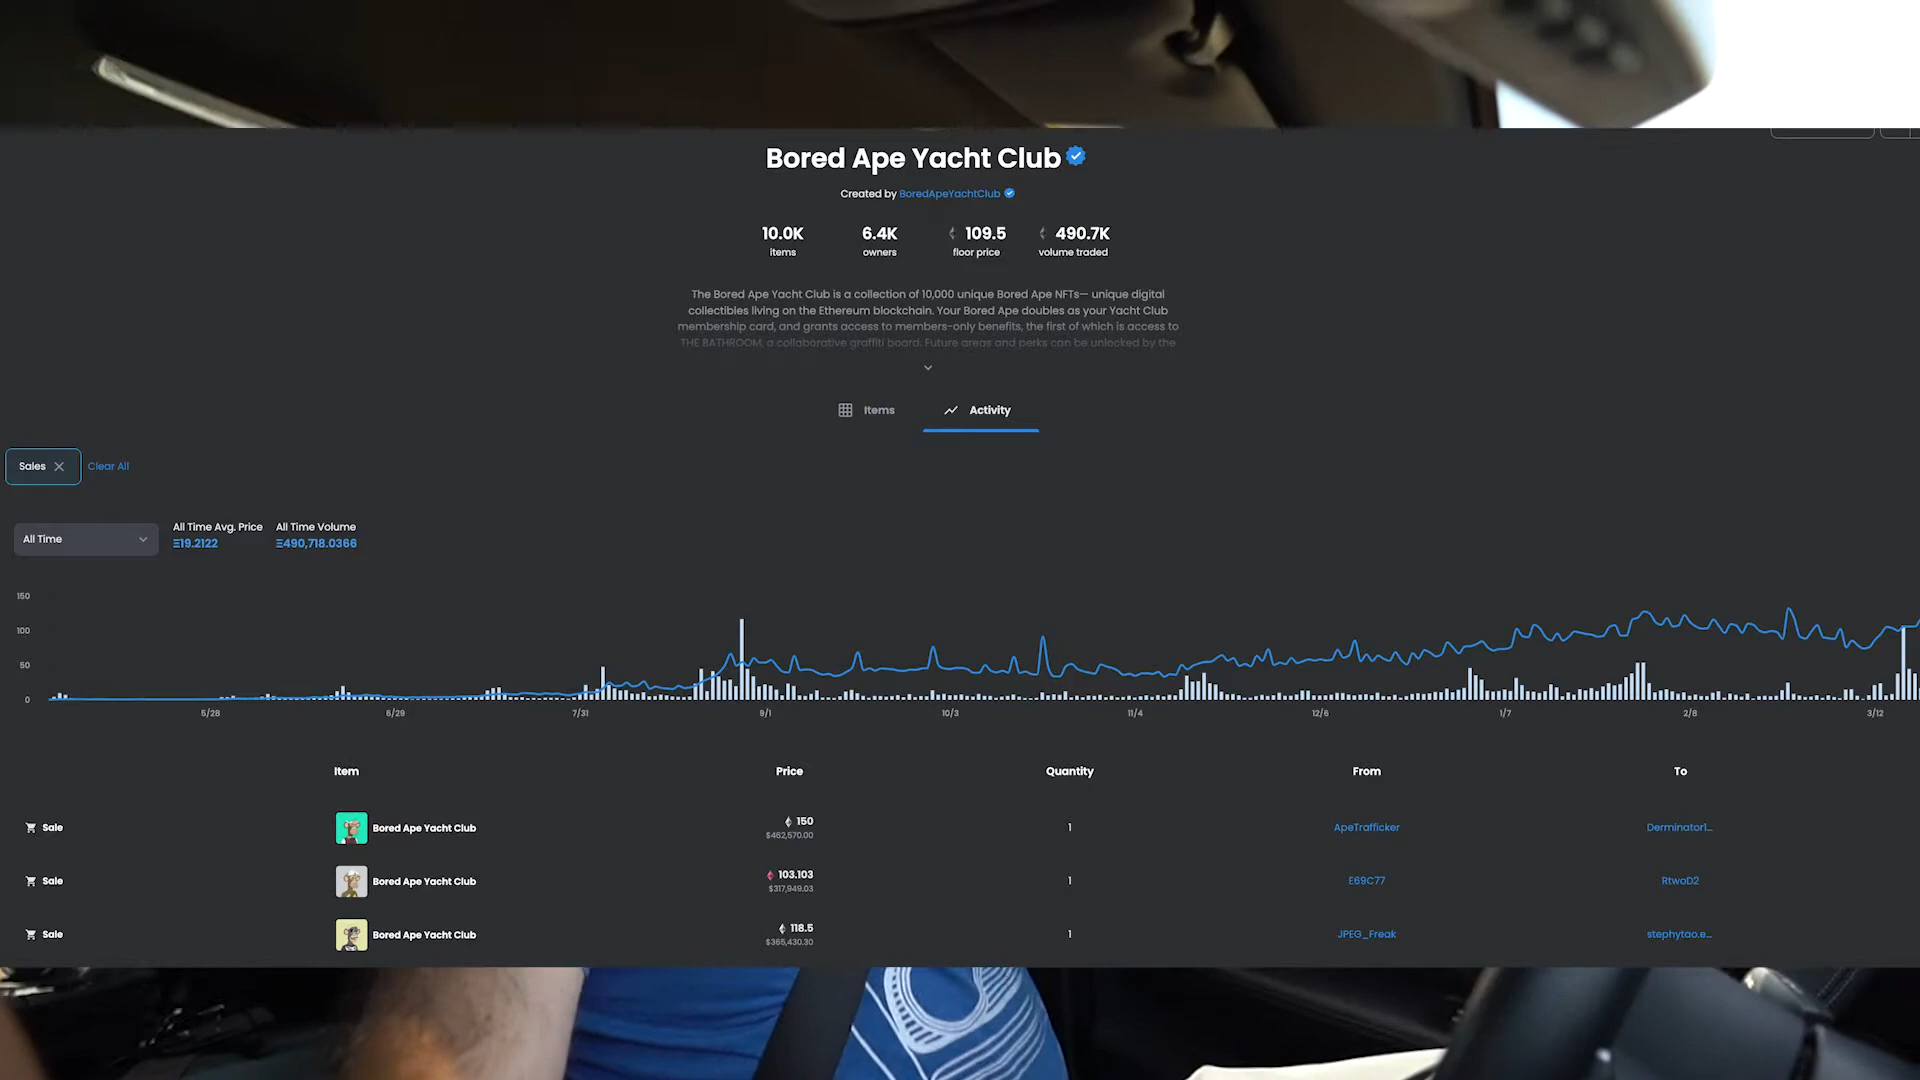 Bored Ape Yacht Club
Created by BoredApeYachtClub
10.0K 6.4K 109.5 490.7K
items owners floor price volume traded
The Bored Ape Yacht Club is a collection of 10,000 unique Bored Ape NFTs— unique digital
collectibles living on the Ethereum blockchain. Your Bored Ape doubles as your Yacht Club
membership card, and grants access to members-only benefits, the first of which is access to
THE BATHROOM, a collaborative graffiti board. Future areas and perks can be unlocked by the
Items Activity
Sales Clear All
All Time All Time Avg. Price All Time Volume
Ξ19.2122 Ξ490,718.0366
150
100
50
0
5/28 6/29 7/31 9/1 10/3 11/4 12/6 1/7 2/8 3/12
Item Price Quantity From To
Sale Bored Ape Yacht Club 150 1 ApeTrafficker Derminator1...
$462,570.00
Sale Bored Ape Yacht Club 103.103 1 E69C77 RtwoD2
$317,949.03
Sale Bored Ape Yacht Club 118.5 1 JPEG_Freak stephytao.e...
$365,430.30